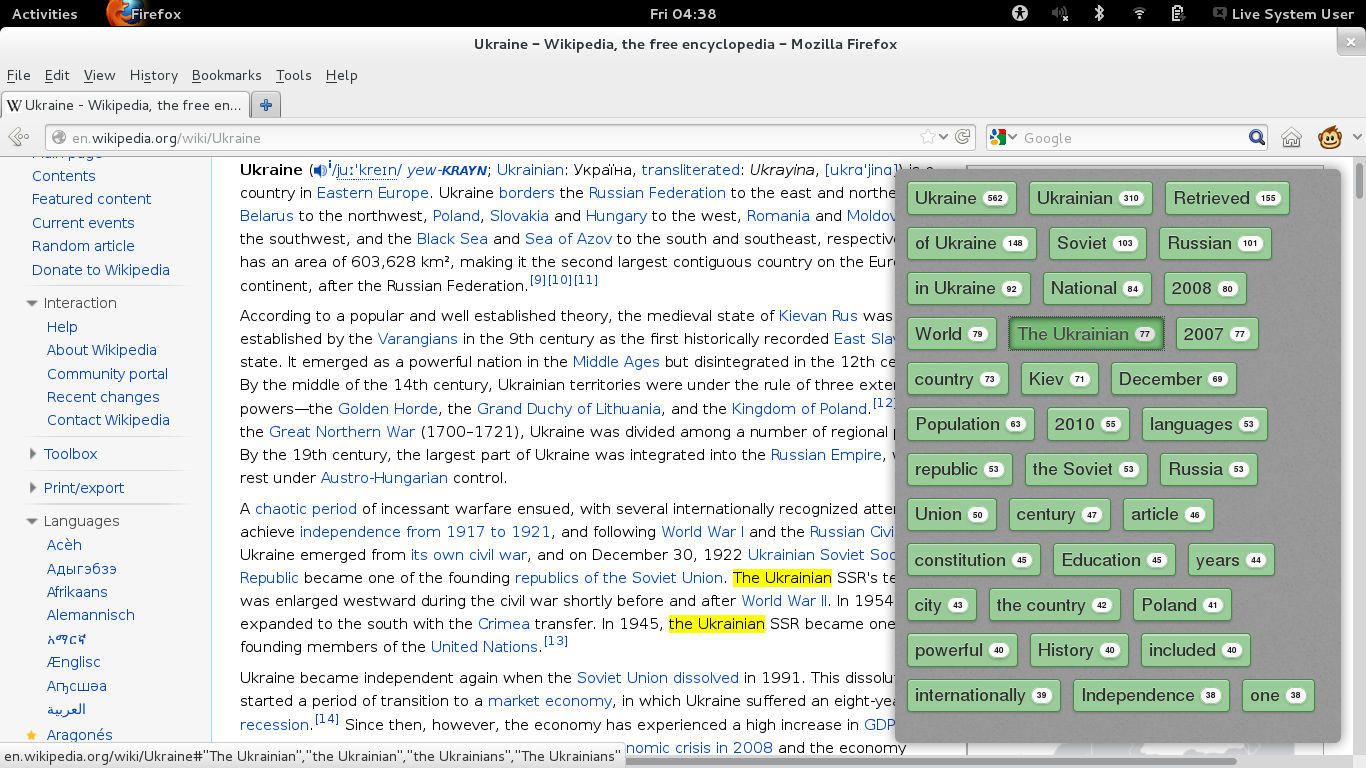 Activities Firefox Fri 04:38 Live System User
Ukraine – Wikipedia, the free encyclopedia – Mozilla Firefox
File Edit View History Bookmarks Tools Help
Ukraine - Wikipedia, the free en...
en.wikipedia.org/wiki/Ukraine
Google
Main page
Contents
Featured content
Current events
Random article
Donate to Wikipedia
Interaction
Help
About Wikipedia
Community portal
Recent changes
Contact Wikipedia
Toolbox
Print/export
Languages
Acèh
Адыгэбзэ
Afrikaans
Alemannisch
አማርኛ
Ænglisc
Аҧсшәа
العربية
Aragonés
Ukraine (i/juːˈkreɪn/ yew-KRAYN; Ukrainian: Україна, transliterated: Ukrayina, [ukrɑˈjinɑ]) is a
country in Eastern Europe. Ukraine borders the Russian Federation to the east and northe
Belarus to the northwest, Poland, Slovakia and Hungary to the west, Romania and Moldov
the southwest, and the Black Sea and Sea of Azov to the south and southeast, respective
has an area of 603,628 km², making it the second largest contiguous country on the Euro
continent, after the Russian Federation.[9][10][11]
According to a popular and well established theory, the medieval state of Kievan Rus was
established by the Varangians in the 9th century as the first historically recorded East Slav
state. It emerged as a powerful nation in the Middle Ages but disintegrated in the 12th ce
By the middle of the 14th century, Ukrainian territories were under the rule of three exter
powers—the Golden Horde, the Grand Duchy of Lithuania, and the Kingdom of Poland.[12]
the Great Northern War (1700–1721), Ukraine was divided among a number of regional p
By the 19th century, the largest part of Ukraine was integrated into the Russian Empire, w
rest under Austro-Hungarian control.
A chaotic period of incessant warfare ensued, with several internationally recognized atter
achieve independence from 1917 to 1921, and following World War I and the Russian Civi
Ukraine emerged from its own civil war, and on December 30, 1922 Ukrainian Soviet Soc
Republic became one of the founding republics of the Soviet Union. The Ukrainian SSR's te
was enlarged westward during the civil war shortly before and after World War II. In 1954
expanded to the south with the Crimea transfer. In 1945, the Ukrainian SSR became one
founding members of the United Nations.[13]
Ukraine became independent again when the Soviet Union dissolved in 1991. This dissolut
started a period of transition to a market economy, in which Ukraine suffered an eight-yea
recession.[14] Since then, however, the economy has experienced a high increase in GDP
nomic crisis in 2008 and the economy
Ukraine 562 Ukrainian 310 Retrieved 155
of Ukraine 148 Soviet 103 Russian 101
in Ukraine 92 National 84 2008 80
World 79 The Ukrainian 77 2007 77
country 73 Kiev 71 December 69
Population 63 2010 55 languages 53
republic 53 the Soviet 53 Russia 53
Union 50 century 47 article 46
constitution 45 Education 45 years 44
city 43 the country 42 Poland 41
powerful 40 History 40 included 40
internationally 39 Independence 38 one 38
en.wikipedia.org/wiki/Ukraine#"The Ukrainian","the Ukrainian","the Ukrainians","The Ukrainians"